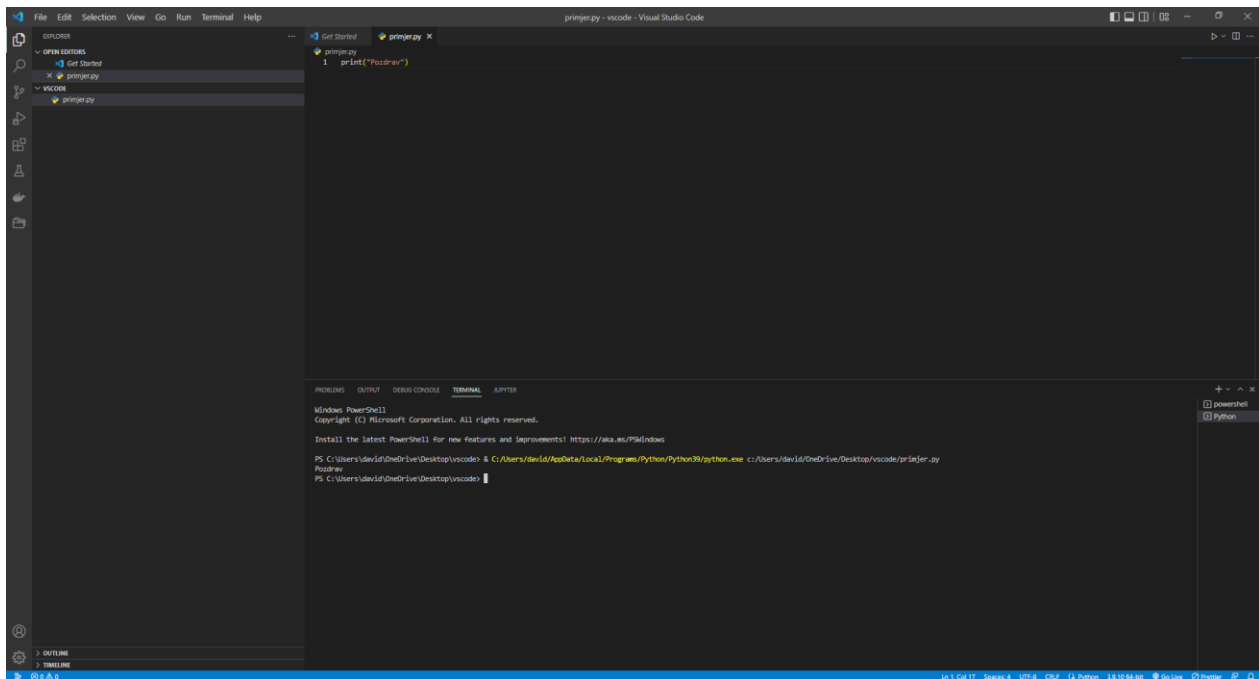 File Edit Selection View Go Run Terminal Help
primjer.py - vscode - Visual Studio Code
EXPLORER
OPEN EDITORS
Get Started
primjer.py
VSCODE
primjer.py
OUTLINE
TIMELINE
Get Started primjer.py
primjer.py
1 print("Pozdrav")
PROBLEMS OUTPUT DEBUG CONSOLE TERMINAL JUPYTER
Windows PowerShell
Copyright (C) Microsoft Corporation. All rights reserved.
Install the latest PowerShell for new features and improvements! https://aka.ms/PSWindows
PS C:\Users\david\OneDrive\Desktop\vscode> & C:/Users/david/AppData/Local/Programs/Python/Python39/python.exe c:/Users/david/OneDrive/Desktop/vscode/primjer.py
Pozdrav
PS C:\Users\david\OneDrive\Desktop\vscode>
powershell
Python
0 0 Ln 1, Col 17 Spaces: 4 UTF-8 CRLF Python 3.9.10 64-bit Go Live Prettier